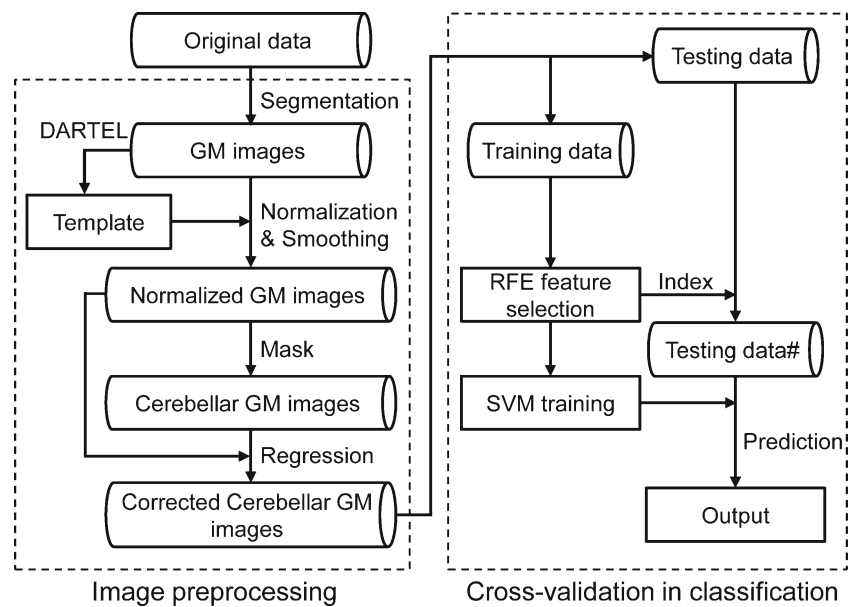 Original data
Segmentation
DARTEL
GM images
Template
Normalization
& Smoothing
Normalized GM images
Mask
Cerebellar GM images
Regression
Corrected Cerebellar GM
images
Image preprocessing
Testing data
Training data
RFE feature
selection
Index
Testing data#
SVM training
Prediction
Output
Cross-validation in classification